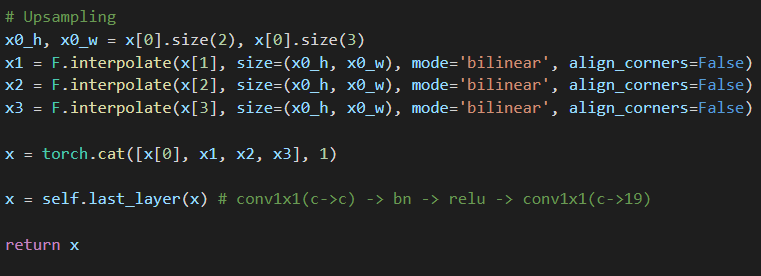 # Upsampling
x0_h, x0_w = x[0].size(2), x[0].size(3)
x1 = F.interpolate(x[1], size=(x0_h, x0_w), mode='bilinear', align_corners=False)
x2 = F.interpolate(x[2], size=(x0_h, x0_w), mode='bilinear', align_corners=False)
x3 = F.interpolate(x[3], size=(x0_h, x0_w), mode='bilinear', align_corners=False)
x = torch.cat([x[0], x1, x2, x3], 1)
x = self.last_layer(x) # conv1x1(c->c) -> bn -> relu -> conv1x1(c->19)
return x